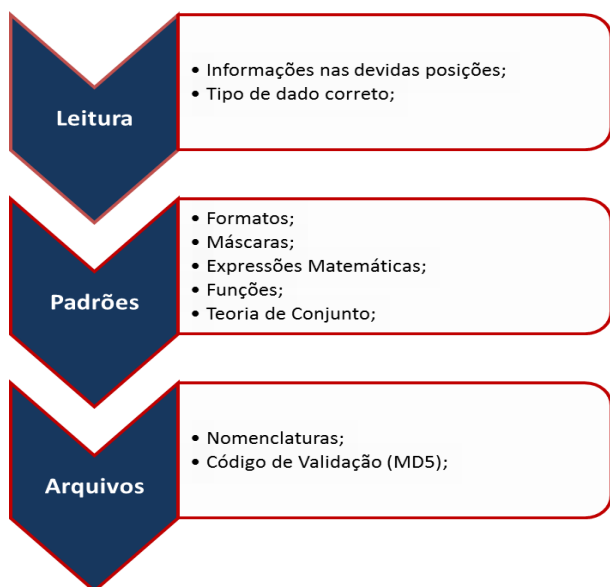 Leitura
• Informações nas devidas posições;
• Tipo de dado correto;
Padrões
• Formatos;
• Máscaras;
• Expressões Matemáticas;
• Funções;
• Teoria de Conjunto;
Arquivos
• Nomenclaturas;
• Código de Validação (MD5);